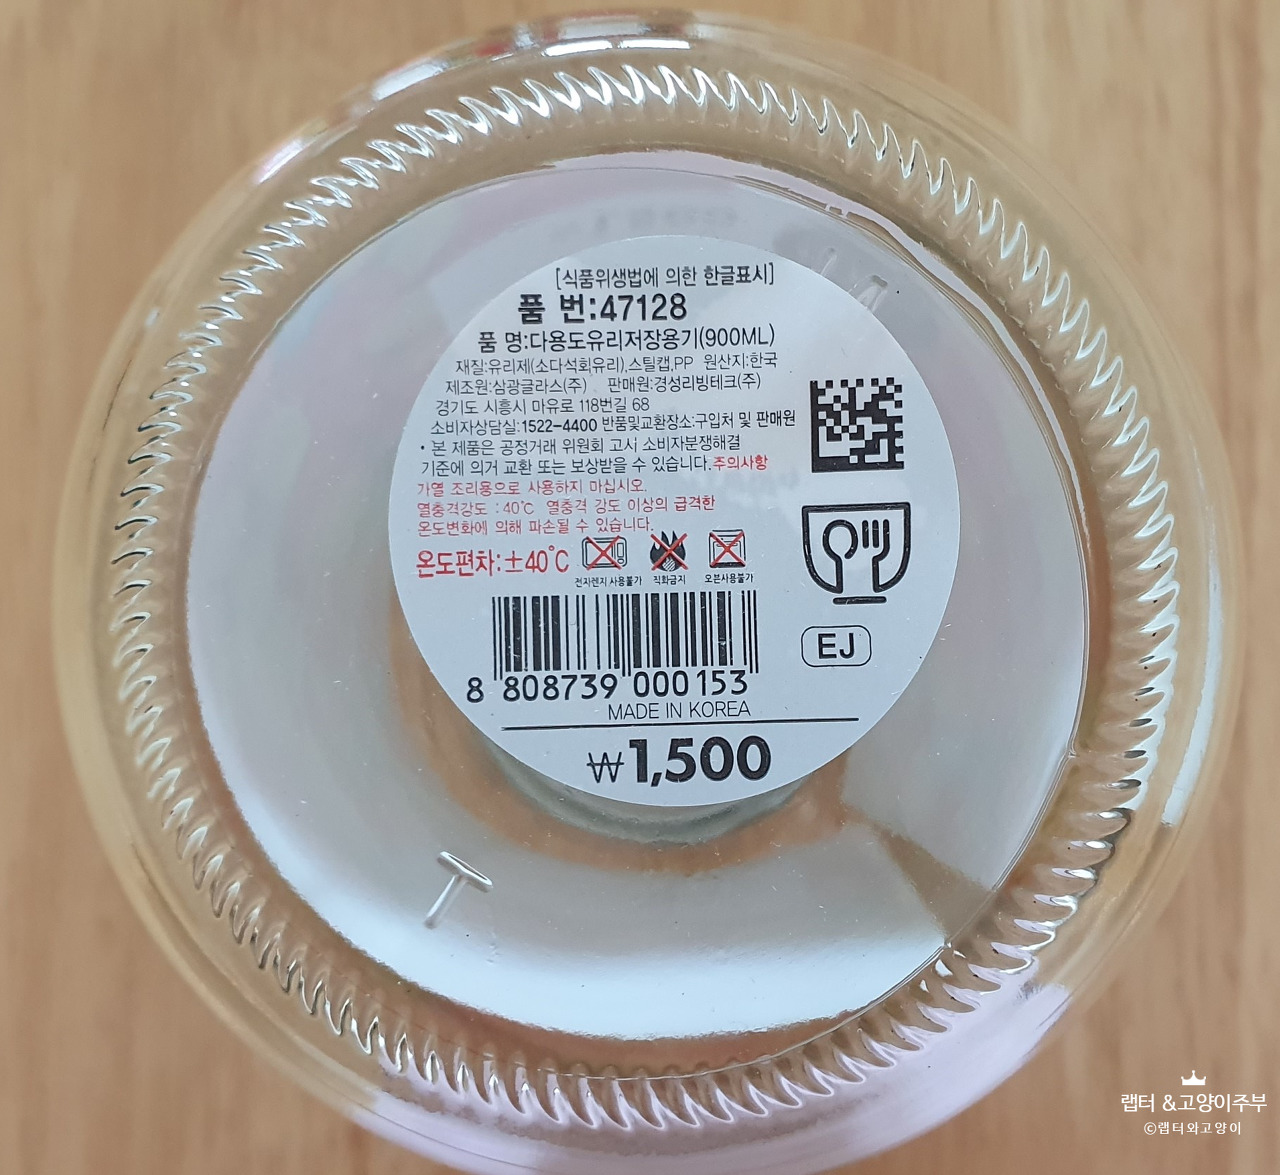 [식품위생법에 의한 한글표시]
품 번:47128
품 명:다용도유리저장용기(900ML)
재질:유리제(소다석회유리),스틸캡,PP 원산지:한국
제조원:삼광글라스(주) 판매원:경성리빙테크(주)
경기도 시흥시 마유로 118번길 68
소비자상담실:1522-4400 반품및교환장소:구입처 및 판매원
• 본 제품은 공정거래 위원회 고시 소비자분쟁해결
기준에 의거 교환 또는 보상받을 수 있습니다.주의사항
가열 조리용으로 사용하지 마십시오.
열충격강도 :40℃ 열충격 강도 이상의 급격한
온도변화에 의해 파손될 수 있습니다.
온도편차:±40℃
전자렌지 사용불가 직화금지 오븐사용불가
EJ
8 808739 000153
MADE IN KOREA
₩1,500
랩터 &고양이주부
©랩터와고양이